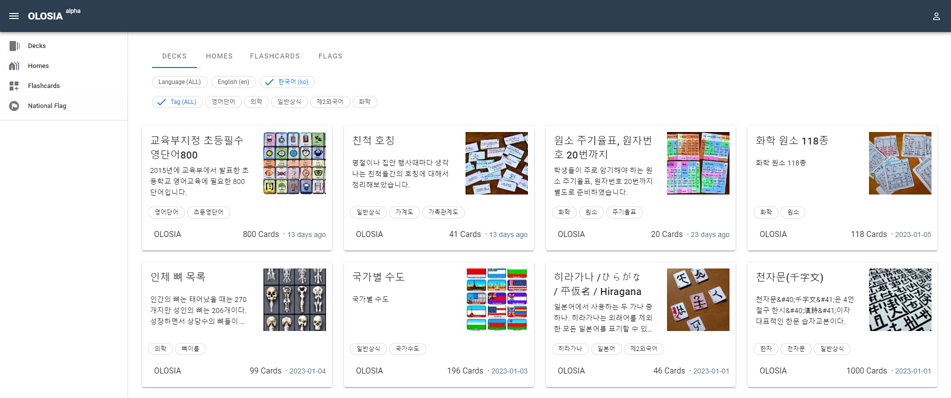 OLOSIA alpha
Decks
Homes
Flashcards
National Flag
DECKS HOMES FLASHCARDS FLAGS
Language (ALL) English (en) 한국어 (ko)
Tag (ALL) 영어단어 의학 일반상식 제2외국어 화학
교육부지정 초등필수
영단어800
2015년에 교육부에서 발표한 초
등학교 영어교육에 필요한 800
단어입니다.
영어단어 초등영단어
OLOSIA 800 Cards · 13 days ago
친척 호칭
명절이나 집안 행사때마다 생각
나는 친척들간의 호칭에 대해서
정리해보았습니다.
일반상식 가계도 가족관계도
OLOSIA 41 Cards · 13 days ago
원소 주기율표, 원자번
호 20번까지
학생들이 주로 암기해야 하는 원
소 주기율표, 원자번호 20번까지
별도로 준비하였습니다.
화학 원소 주기율표
OLOSIA 20 Cards · 23 days ago
화학 원소 118종
화학 원소 118종
화학 원소
OLOSIA 118 Cards · 2023-01-05
인체 뼈 목록
인간의 뼈는 태어났을 때는 270
개지만 성인의 뼈는 206개이다.
성장하면서 상당수의 뼈들이 ...
의학 뼈이름
OLOSIA 99 Cards · 2023-01-04
국가별 수도
국가별 수도
일반상식 국가수도
OLOSIA 196 Cards · 2023-01-03
히라가나 /ひらがな
/ 平仮名 / Hiragana
일본어에서 사용하는 두 가나 중
하나. 히라가나는 외래어를 제외
한 모든 일본어를 표기할 수 있...
히라가나 일본어 제2외국어
OLOSIA 46 Cards · 2023-01-01
천자문(千字文)
천자문&#40;千字文&#41;은 4언
절구 한시&#40;漢詩&#41;이자
대표적인 한문 습자교본이다.
한자 천자문 일반상식
OLOSIA 1000 Cards · 2023-01-01